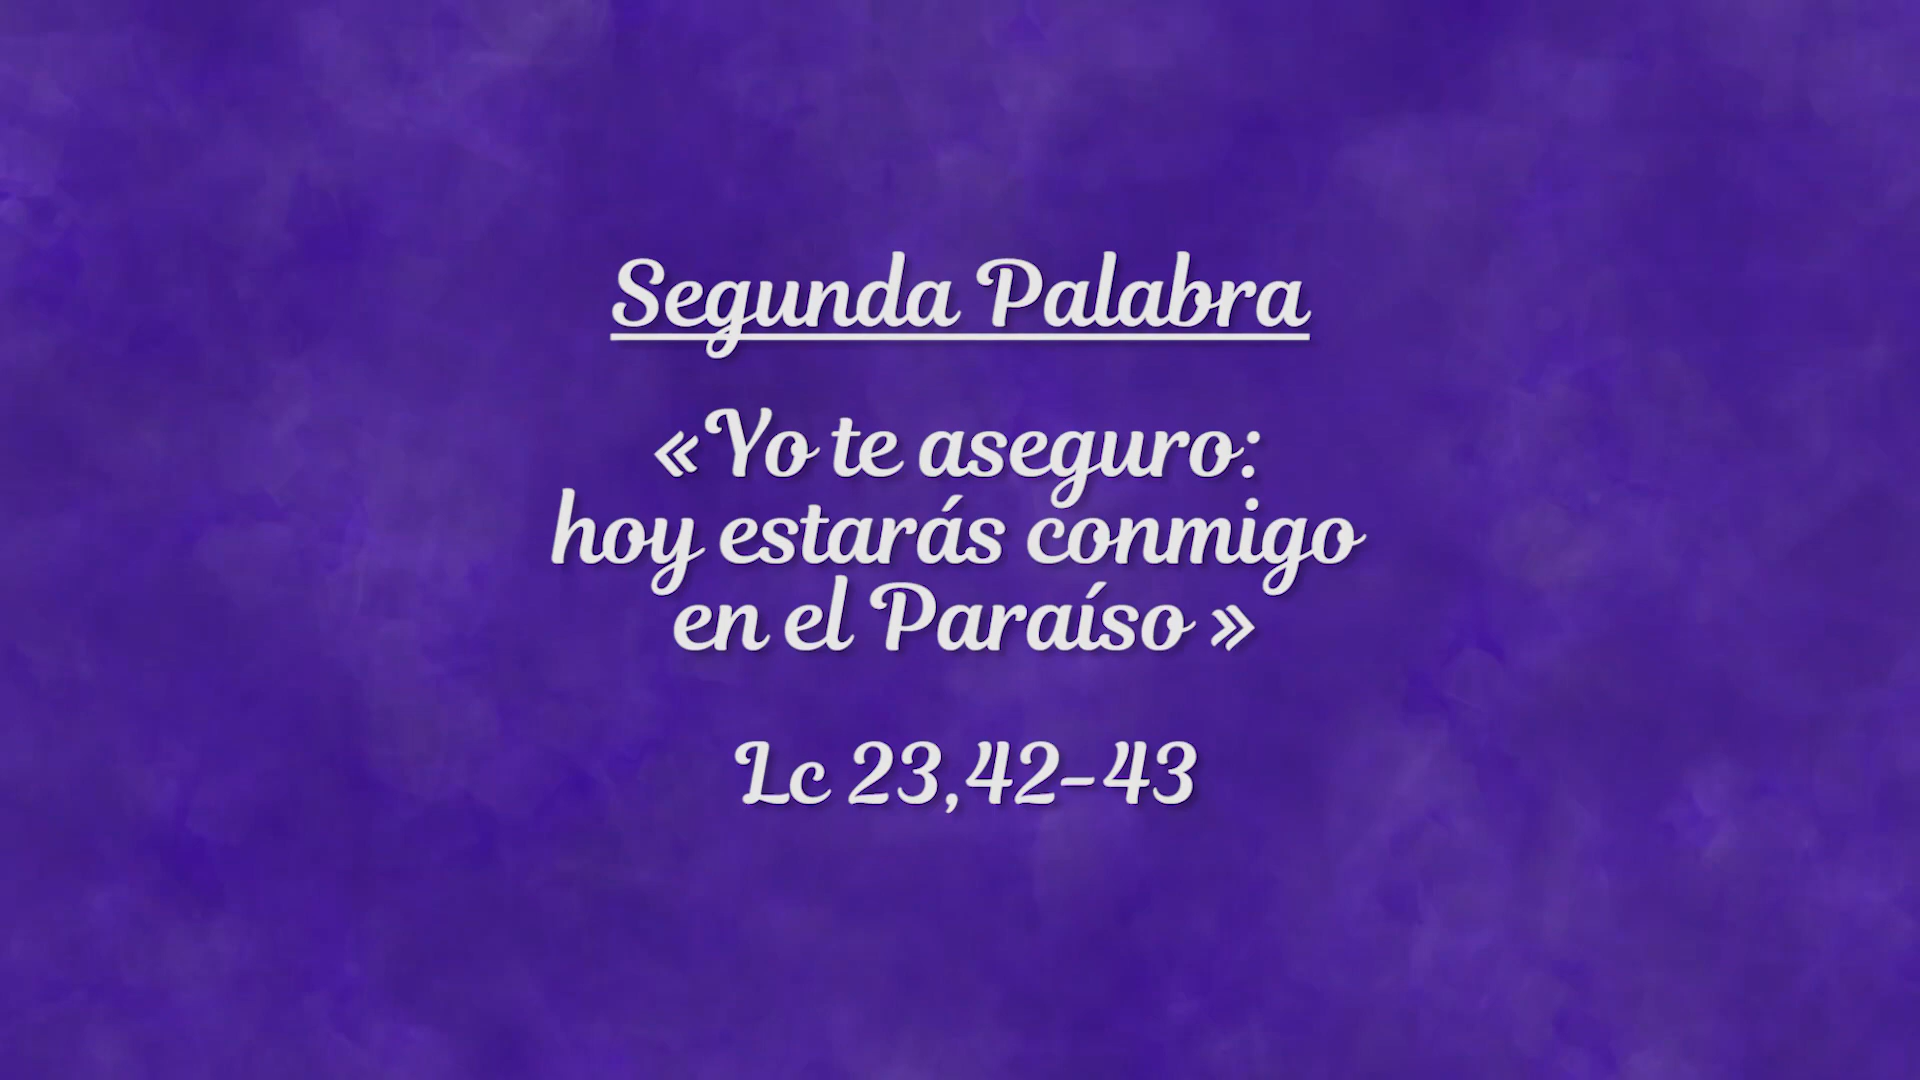 Segunda Palabra
«Yo te aseguro:
hoy estarás conmigo
en el Paraíso »
Lc 23,42-43